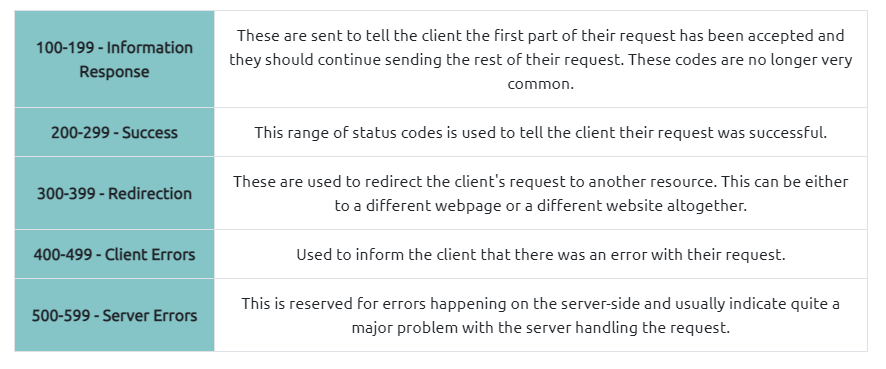 100-199 - Information
Response
These are sent to tell the client the first part of their request has been accepted and
they should continue sending the rest of their request. These codes are no longer very
common.
200-299 - Success
This range of status codes is used to tell the client their request was successful.
300-399 - Redirection
These are used to redirect the client's request to another resource. This can be either
to a different webpage or a different website altogether.
400-499 - Client Errors
Used to inform the client that there was an error with their request.
500-599 - Server Errors
This is reserved for errors happening on the server-side and usually indicate quite a
major problem with the server handling the request.